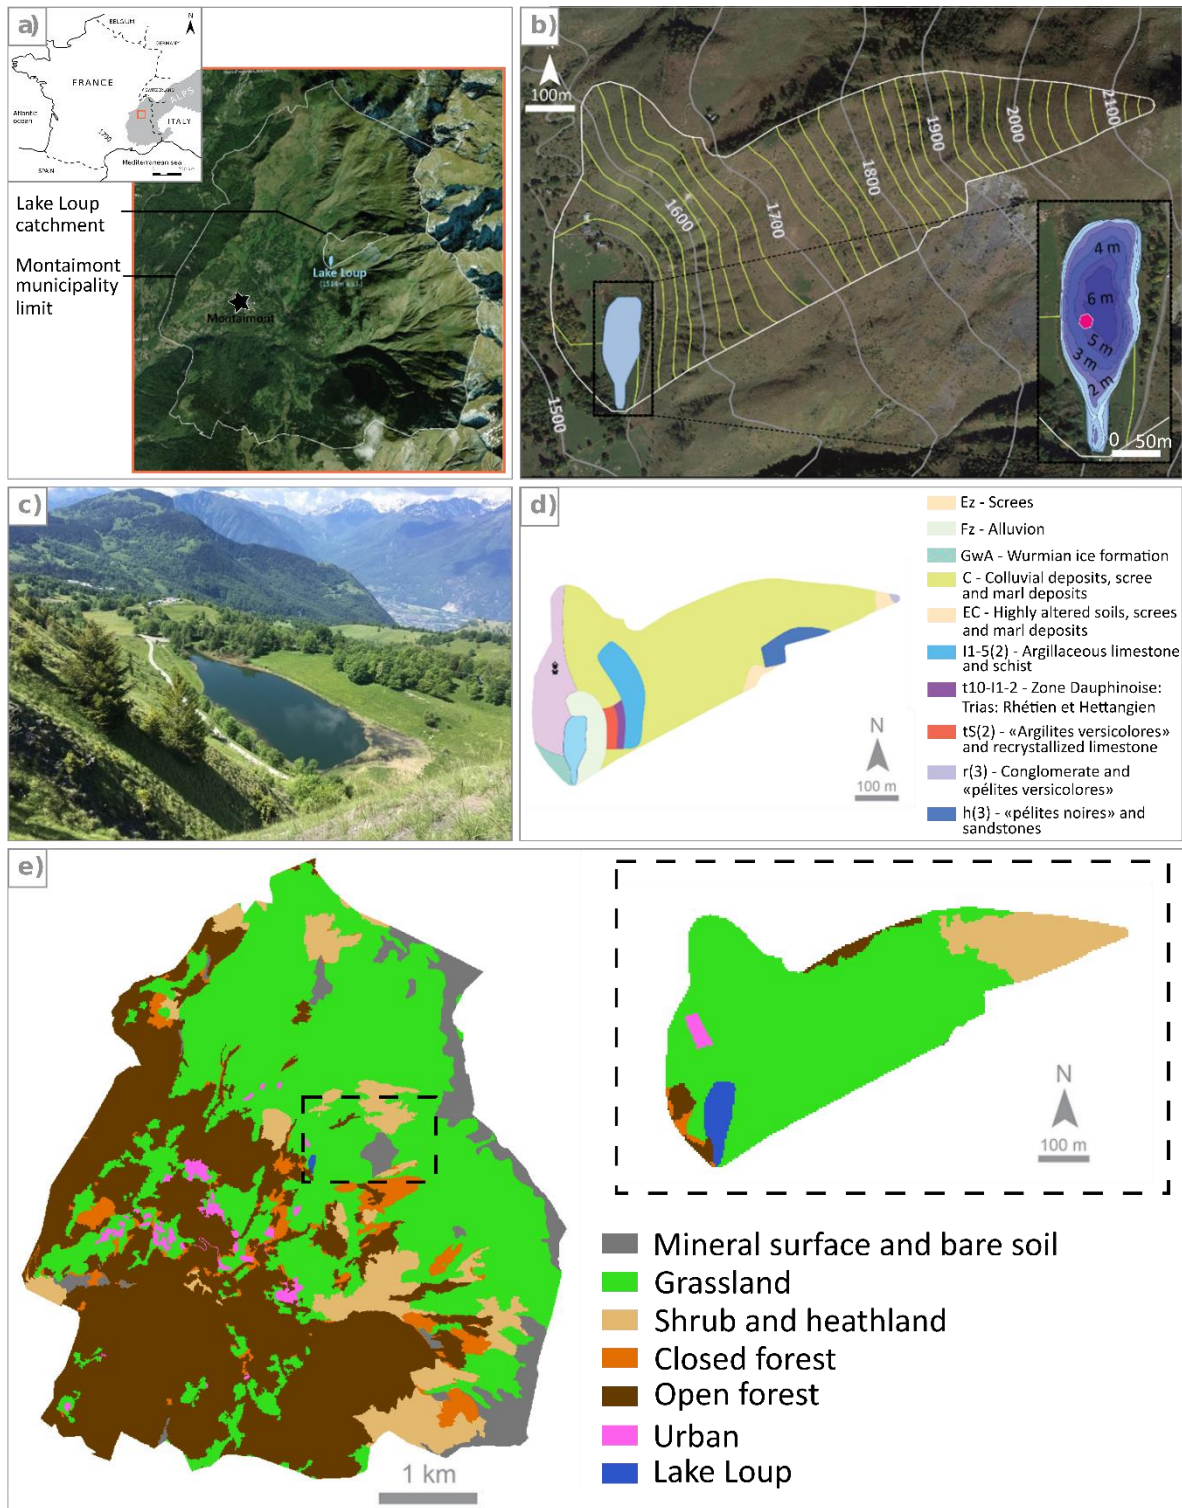 a)
BELGIUM
N
GERMANY
FRANCE
SWITZERLAND
ALPS
Atlantic
ocean
ITALY
Mediterranean sea
SPAIN
Lake Loup
catchment
Montaimont
municipality
limit
Lake Loup
Montaimont
b)
N
100m
2100
2000
1900
1800
1700
1600
1500
4 m
6 m
5 m
3 m
2 m
0 50m
c)
d)
Ez - Screes
Fz - Alluvion
GwA - Wurmian ice formation
C - Colluvial deposits, scree
and marl deposits
EC - Highly altered soils, screes
and marl deposits
l1-5(2) - Argillaceous limestone
and schist
t10-l1-2 - Zone Dauphinoise:
Trias: Rhétien et Hettangien
tS(2) - «Argilites versicolores»
and recrystallized limestone
r(3) - Conglomerate and
«pélites versicolores»
h(3) - «pélites noires» and
sandstones
N
100 m
e)
N
100 m
Mineral surface and bare soil
Grassland
Shrub and heathland
Closed forest
Open forest
Urban
Lake Loup
1 km